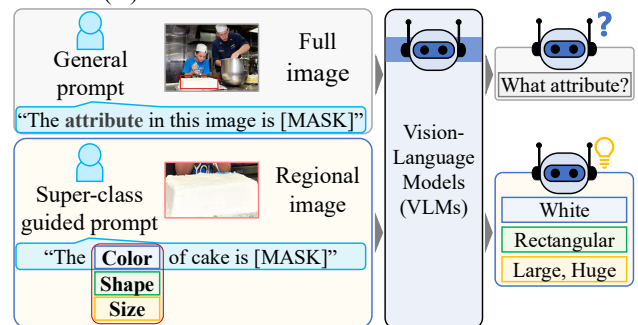 General
prompt
Full
image
“The attribute in this image is [MASK]”
Super-class
guided prompt
Regional
image
“The Color of cake is [MASK]”
Shape
Size
Vision-
Language
Models
(VLMs)
?
What attribute?
White
Rectangular
Large, Huge